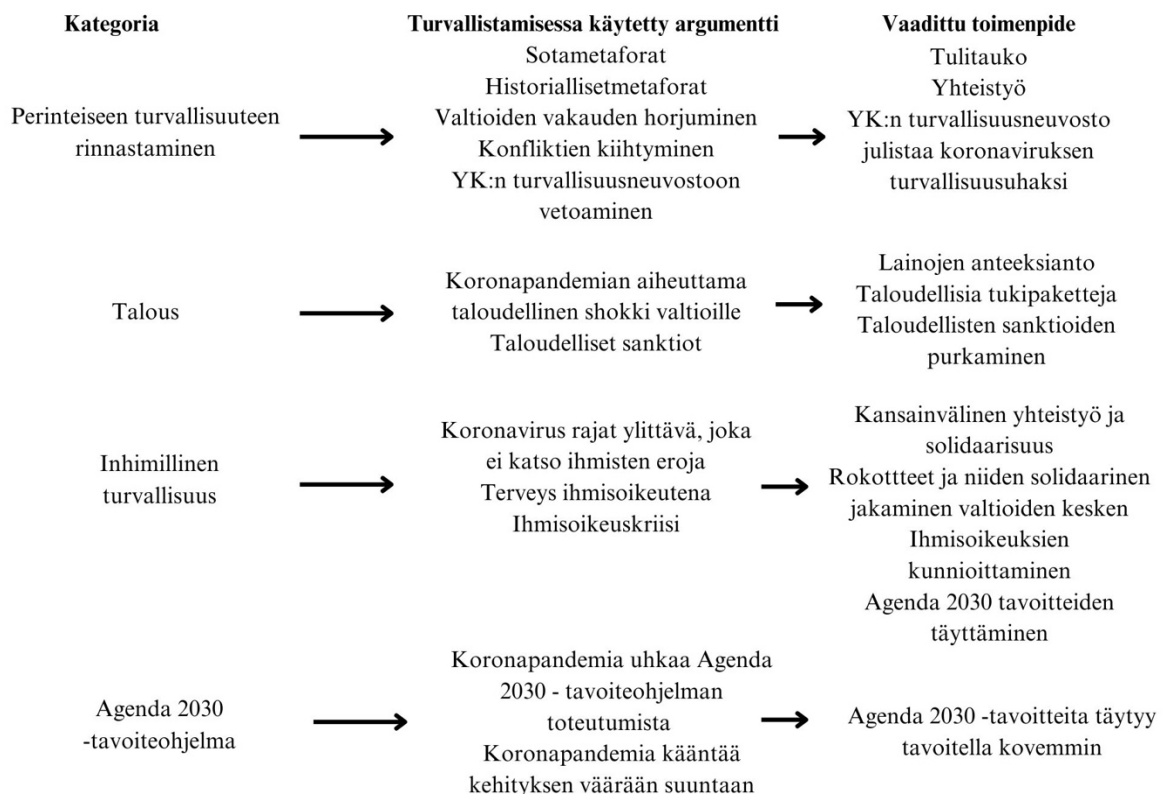 Kategoria
Turvallistamisessa käytetty argumentti
Vaadittu toimenpide
Perinteiseen turvallisuuteen
rinnastaminen
Sotametaforat
Historiallisetmetaforat
Valtioiden vakauden horjuminen
Konfliktien kiihtyminen
YK:n turvallisuusneuvostoon
vetoaminen
Tulitauko
Yhteistyö
YK:n turvallisuusneuvosto
julistaa koronaviruksen
turvallisuusuhaksi
Talous
Koronapandemian aiheuttama
taloudellinen shokki valtioille
Taloudelliset sanktiot
Lainojen anteeksianto
Taloudellisia tukipaketteja
Taloudellisten sanktioiden
purkaminen
Inhimillinen
turvallisuus
Koronavirus rajat ylittävä, joka
ei katso ihmisten eroja
Terveys ihmisoikeutena
Ihmisoikeuskriisi
Kansainvälinen yhteistyö ja
solidaarisuus
Rokottteet ja niiden solidaarinen
jakaminen valtioiden kesken
Ihmisoikeuksien
kunnioittaminen
Agenda 2030 tavoitteiden
täyttäminen
Agenda 2030
-tavoiteohjelma
Koronapandemia uhkaa Agenda
2030 - tavoiteohjelman
toteutumista
Koronapandemia kääntää
kehityksen väärään suuntaan
Agenda 2030 -tavoitteita täytyy
tavoitella kovemmin